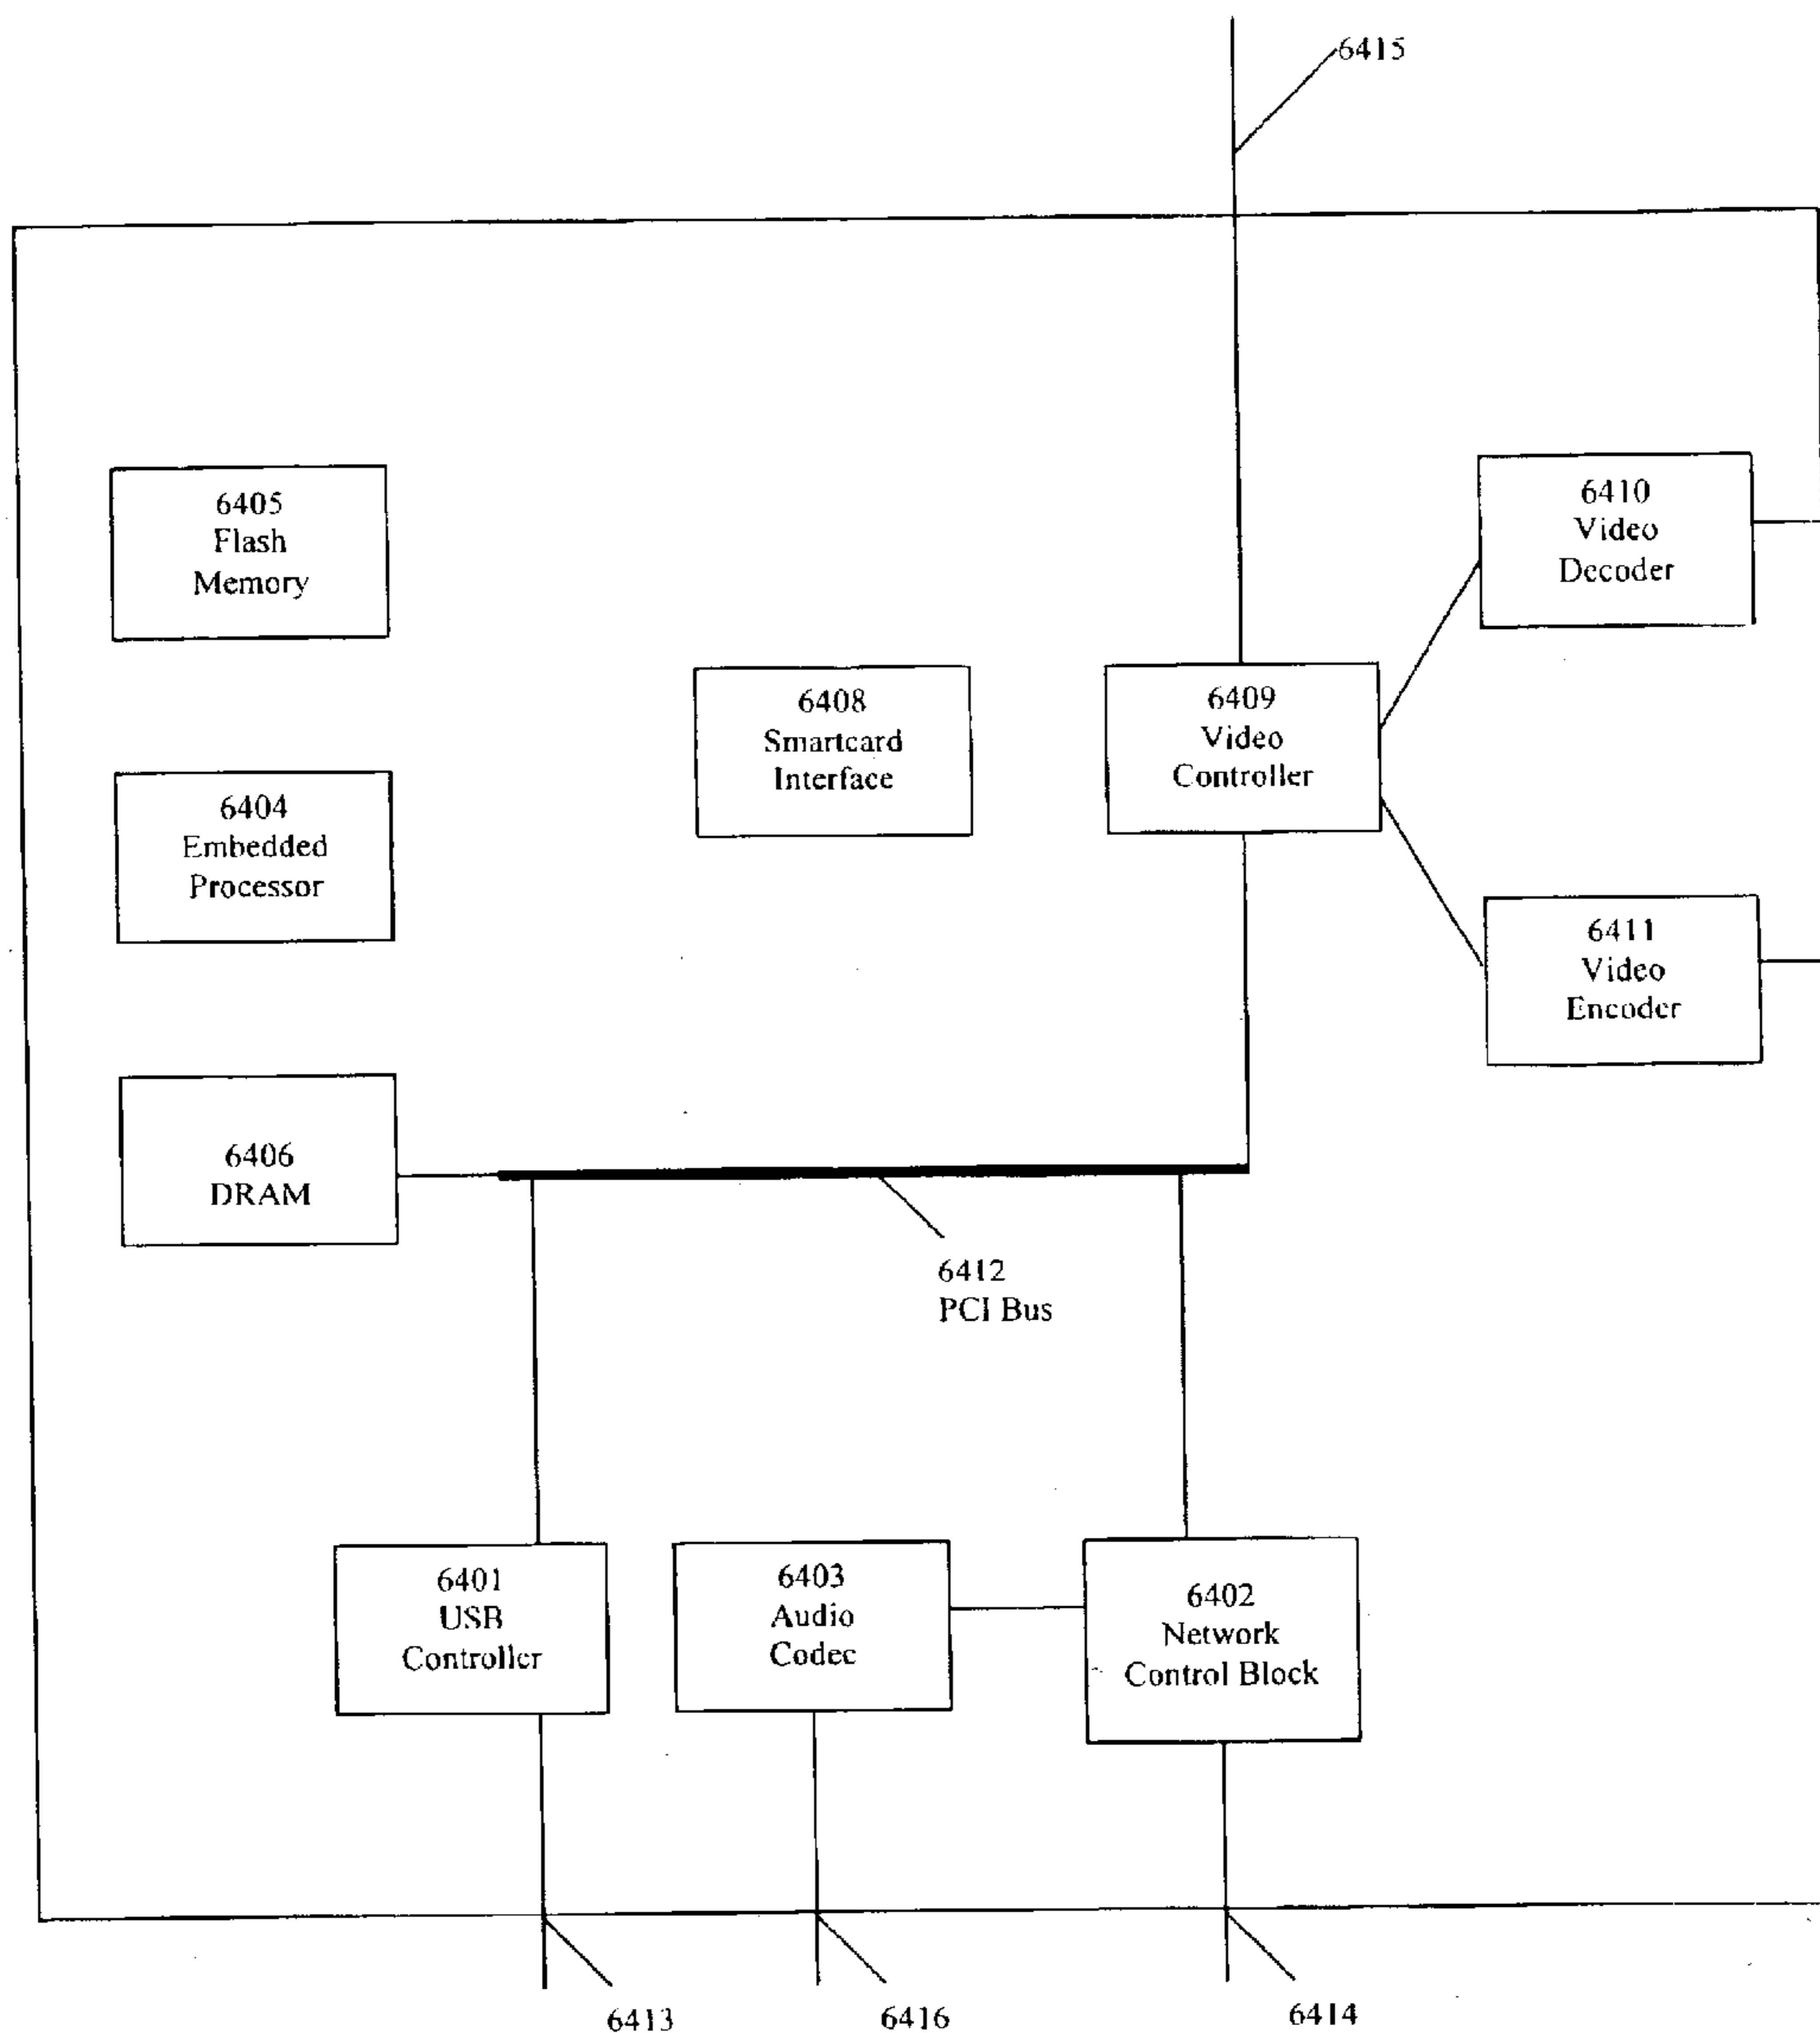 6415
6405
Flash
Memory
6410
Video
Decoder
6408
Smartcard
Interface
6409
Video
Controller
6404
Embedded
Processor
6411
Video
Encoder
6406
DRAM
6412
PCI Bus
6401
USB
Controller
6403
Audio
Codec
6402
Network
Control Block
6413
6416
6414